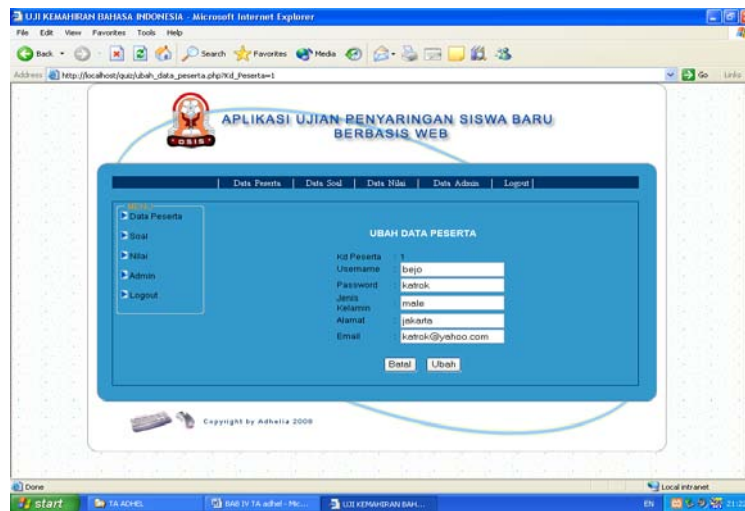 UJI KEMAHIRAN BAHASA INDONESIA - Microsoft Internet Explorer
File Edit View Favorites Tools Help
Back Search Favorites Media
Address http://localhost/quiz/ubah_data_peserta.php?Kd_Peserta=1 Go Links
OSIS
APLIKASI UJIAN PENYARINGAN SISWA BARU
BERBASIS WEB
| Data Peserta | Data Soal | Data Nilai | Data Admin | Logout |
MENU
Data Peserta
Soal
Nilai
Admin
Logout
UBAH DATA PESERTA
Kd Peserta : 1
Username : bejo
Password : katrok
Jenis Kelamin : male
Alamat : jakarta
Email : katrok@yahoo.com
Batal Ubah
Copyright by Adhelia 2008
Done Local intranet
start TA ADHEL BAB IV TA adhel - Mic... UJI KEMAHIRAN BAH... EN